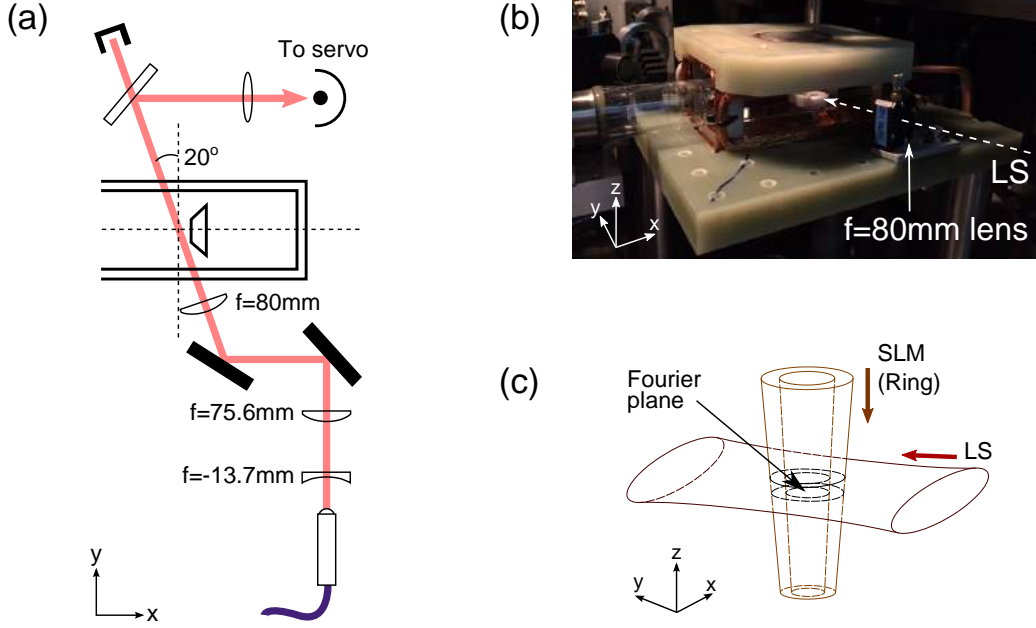 (a)
To servo
20°
f=80mm
f=75.6mm
f=-13.7mm
y
x
(b)
LS
f=80mm lens
z
y
x
(c)
SLM
(Ring)
Fourier
plane
LS
z
y
x